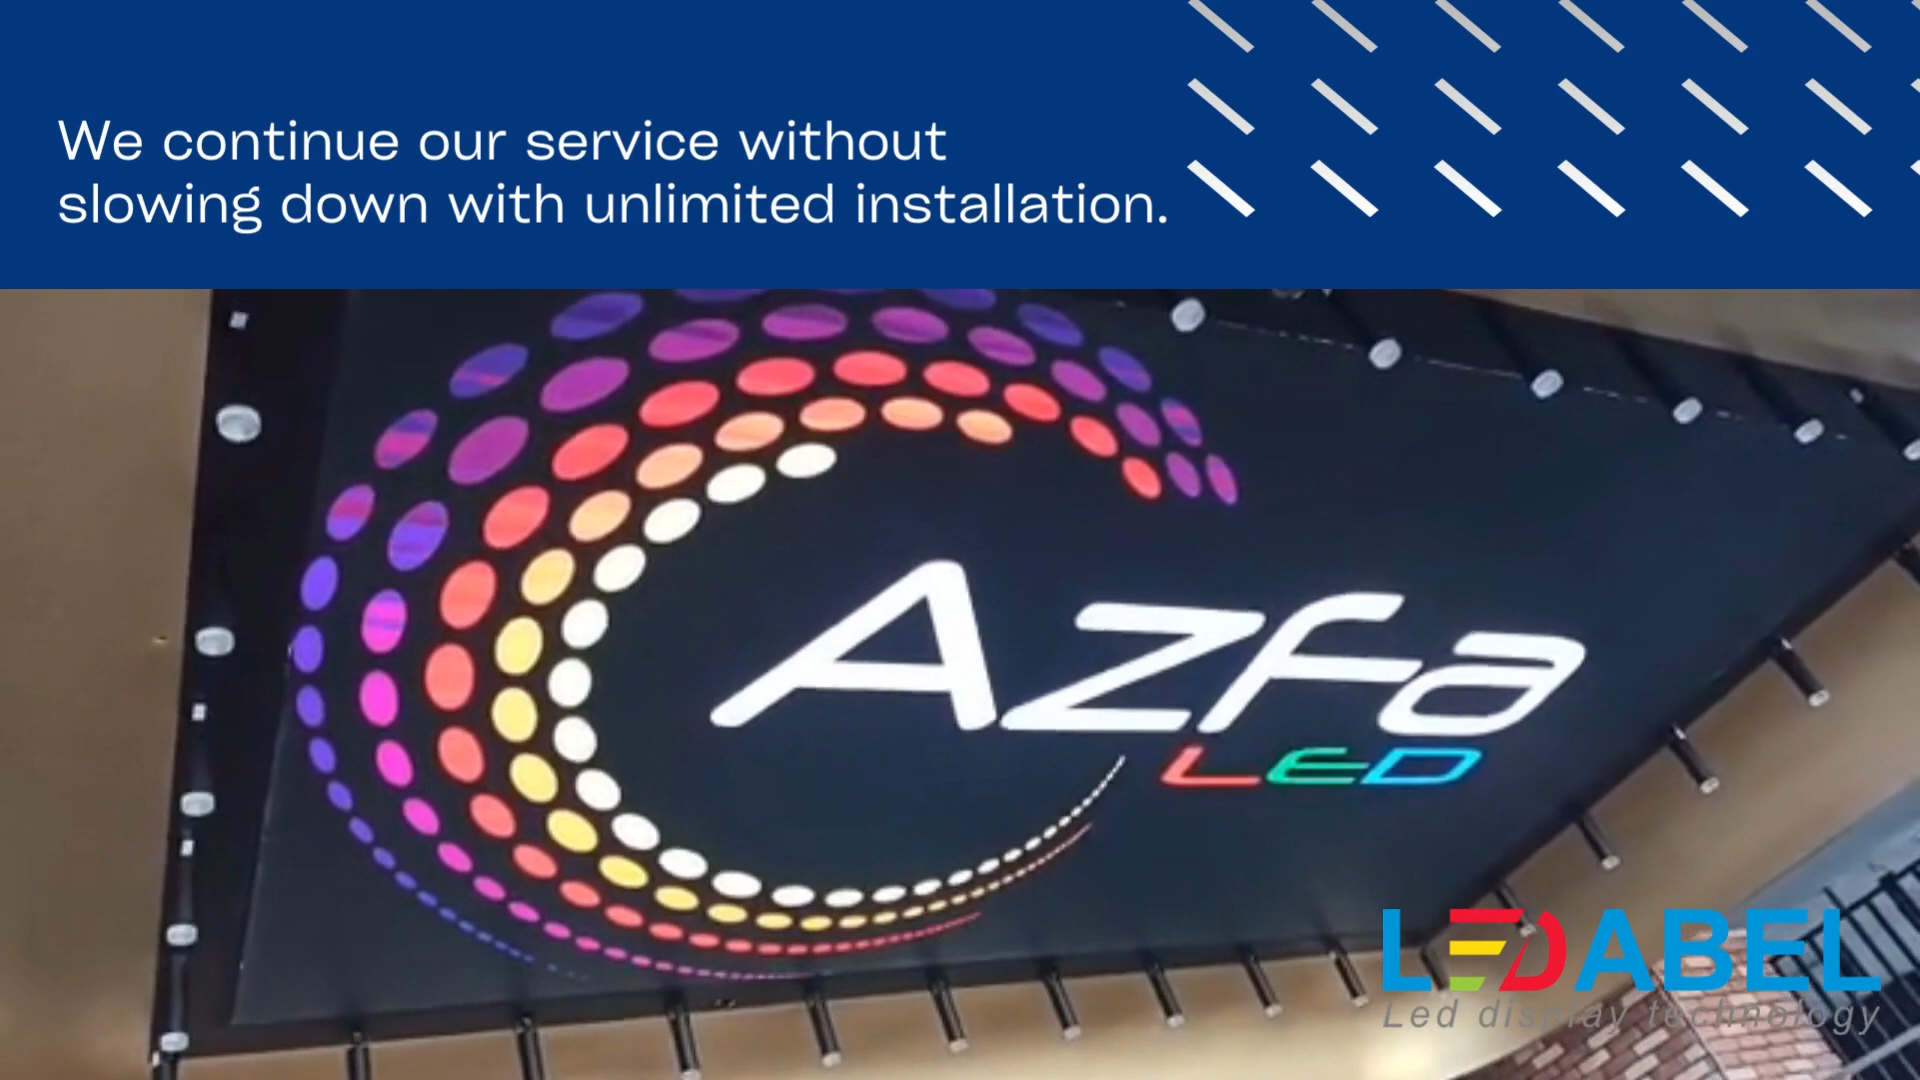 We continue our service without
slowing down with unlimited installation.
Azfa
LED
LEDABEL
Led display technology